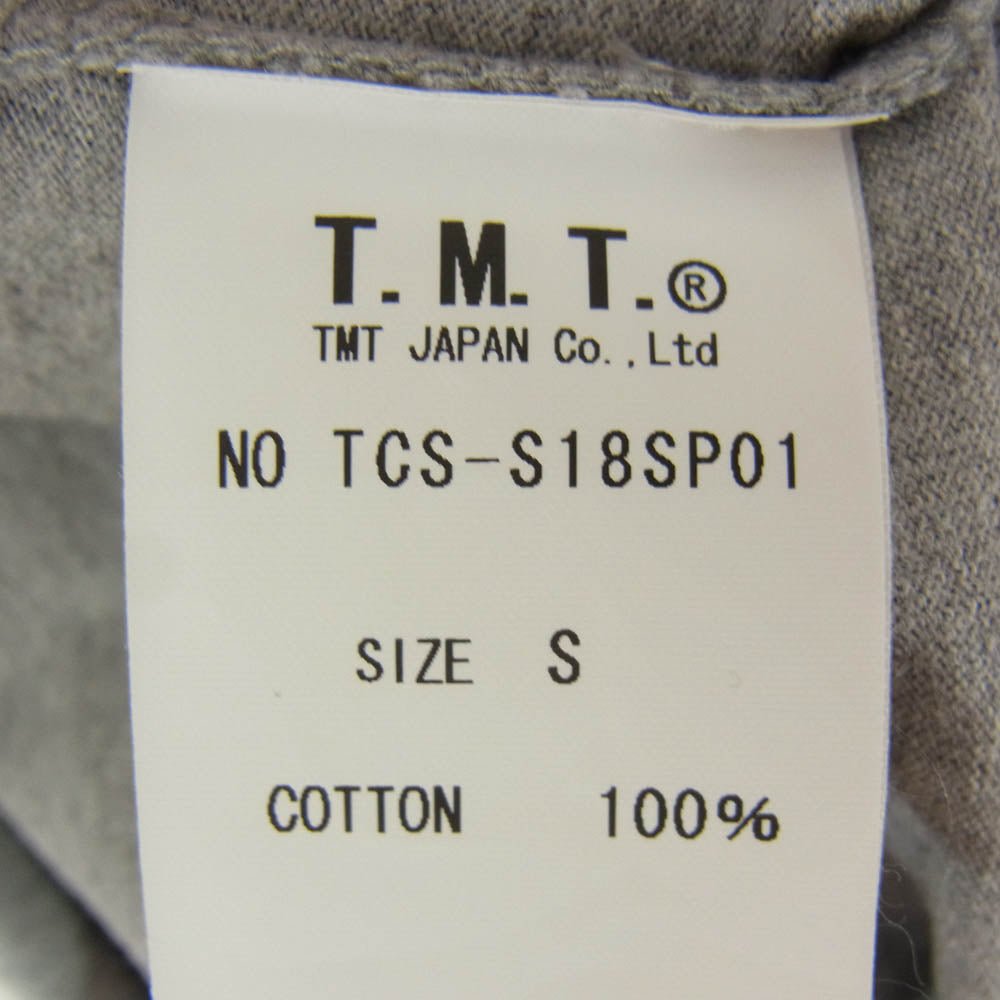 T.M.T.®
TMT JAPAN Co.,Ltd
NO TCS-S18SP01
SIZE S
COTTON 100%